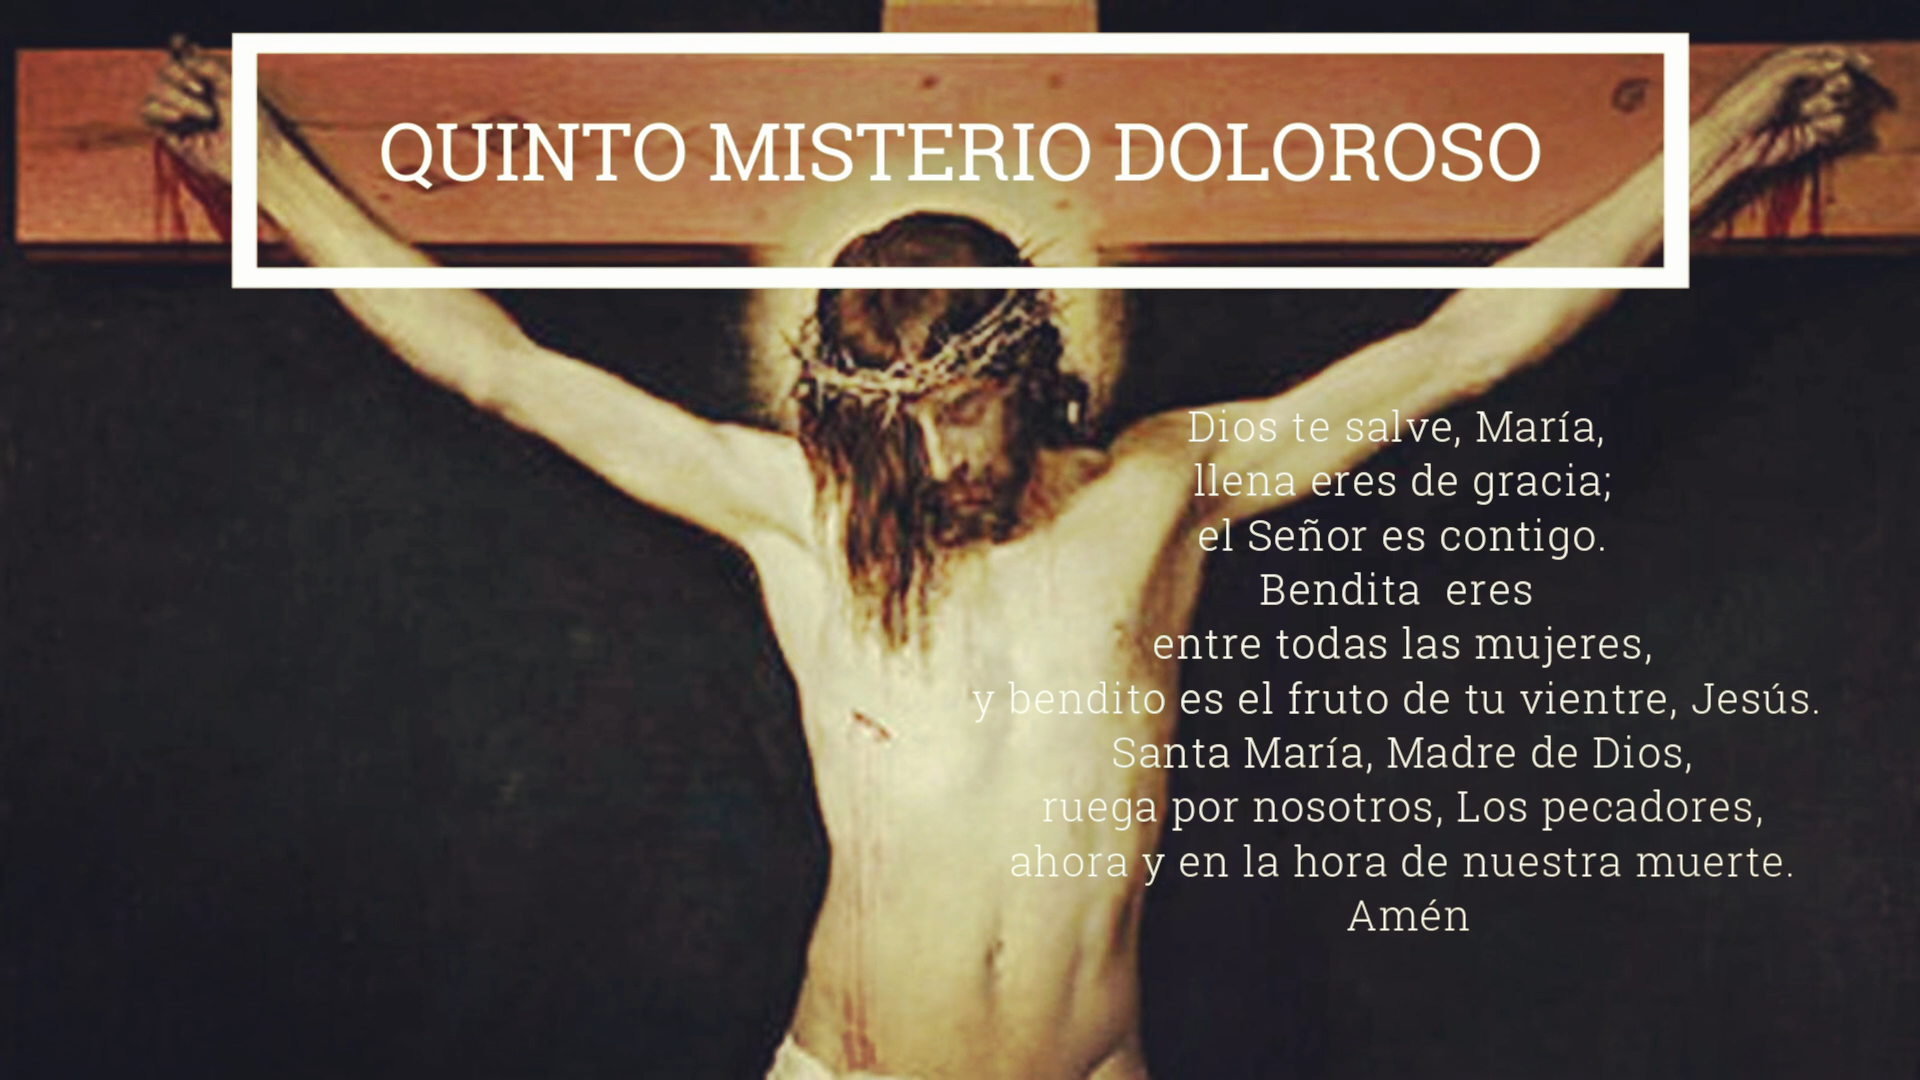 QUINTO MISTERIO DOLOROSO
Dios te salve, María,
llena eres de gracia;
el Señor es contigo.
Bendita  eres
entre todas las mujeres,
y bendito es el fruto de tu vientre, Jesús.
Santa María, Madre de Dios,
ruega por nosotros, Los pecadores,
ahora y en la hora de nuestra muerte.
Amén